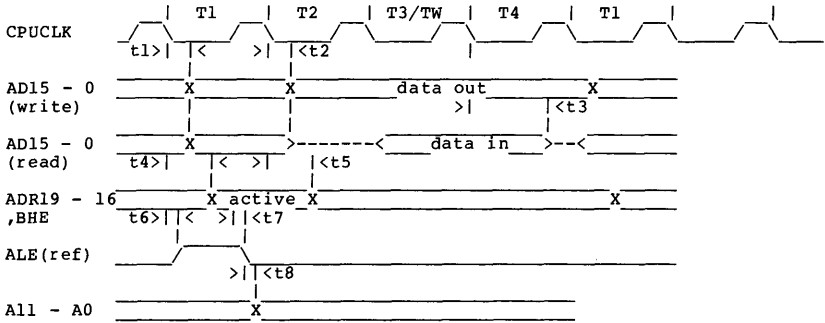 | T1 | T2 | T3/TW | T4 | T1 |
CPUCLK
t1>| |< >| |<t2
AD15 - 0 X X data out X
(write) >| |<t3
AD15 - 0 X >-------< data in >--<
(read) t4>| |< >| |<t5
ADR19 - 16 X active X X
,BHE t6>||< >||<t7
ALE(ref)
>||<t8
A11 - A0 X